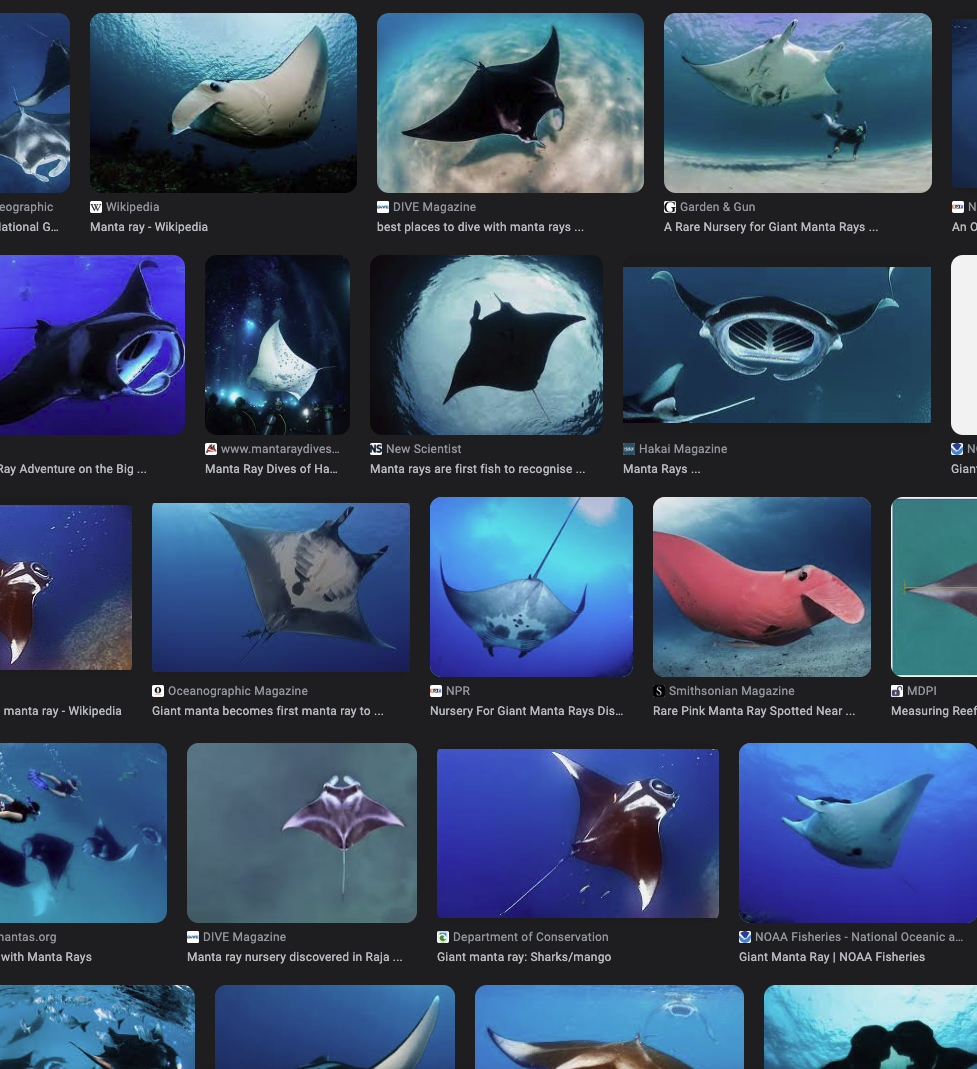 eographic
Wikipedia
DIVE Magazine
Garden & Gun
N
ational G...
Manta ray - Wikipedia
best places to dive with manta rays ...
A Rare Nursery for Giant Manta Rays ...
An O
www.mantaraydives...
NS New Scientist
Hakai Magazine
N
Ray Adventure on the Big ...
Manta Ray Dives of Ha...
Manta rays are first fish to recognise ...
Manta Rays ...
Gian
Oceanographic Magazine
NPR
Smithsonian Magazine
MDPI
manta ray - Wikipedia
Giant manta becomes first manta ray to ...
Nursery For Giant Manta Rays Dis...
Rare Pink Manta Ray Spotted Near ...
Measuring Reef
nantas.org
DIVE Magazine
Department of Conservation
NOAA Fisheries - National Oceanic a...
with Manta Rays
Manta ray nursery discovered in Raja ...
Giant manta ray: Sharks/mango
Giant Manta Ray | NOAA Fisheries